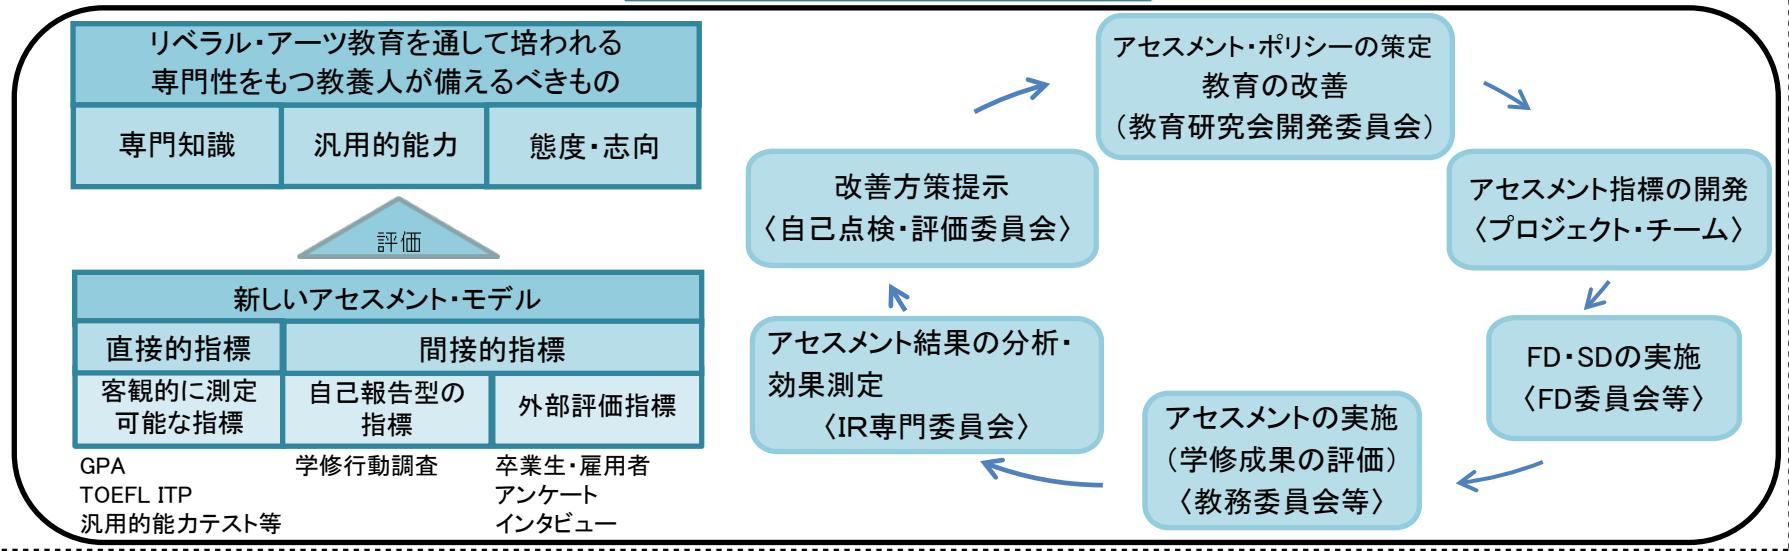 リベラル・アーツ教育を通して培われる
専門性をもつ教養人が備えるべきもの
専門知識
汎用的能力
態度・志向
評価
新しいアセスメント・モデル
直接的指標
間接的指標
客観的に測定
可能な指標
自己報告型の
指標
外部評価指標
GPA
TOEFL ITP
汎用的能力テスト等
学修行動調査
卒業生・雇用者
アンケート
インタビュー
アセスメント・ポリシーの策定
教育の改善
（教育研究会開発委員会）
アセスメント指標の開発
〈プロジェクト・チーム〉
FD・SDの実施
〈FD委員会等〉
アセスメントの実施
（学修成果の評価）
〈教務委員会等〉
アセスメント結果の分析・
効果測定
〈IR専門委員会〉
改善方策提示
〈自己点検・評価委員会〉